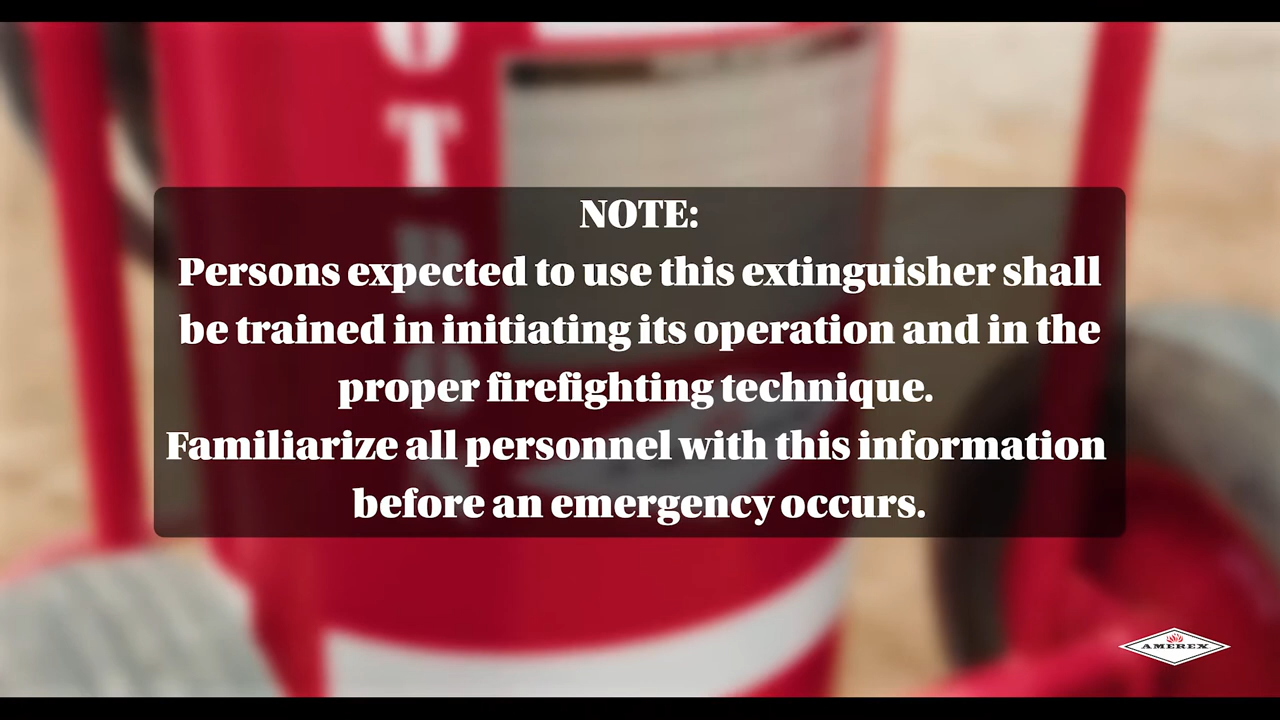 NOTE:
Persons expected to use this extinguisher shall
be trained in initiating its operation and in the
proper firefighting technique.
Familiarize all personnel with this information
before an emergency occurs.
AMEREX